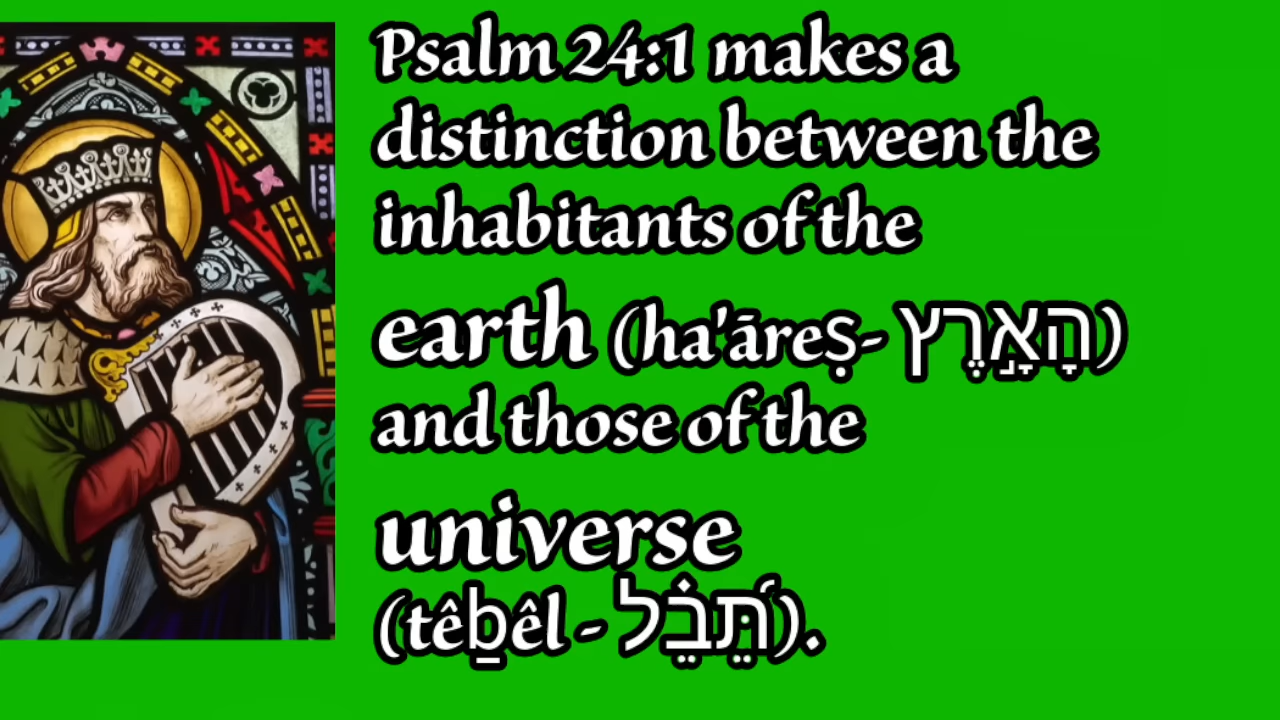 Psalm 24:1 makes a
distinction between the
inhabitants of the
earth (ha'āreṣ- הָאָ֣רֶץ)
and those of the
universe
(têḇêl - תֵּ֝בֵ֗ל).